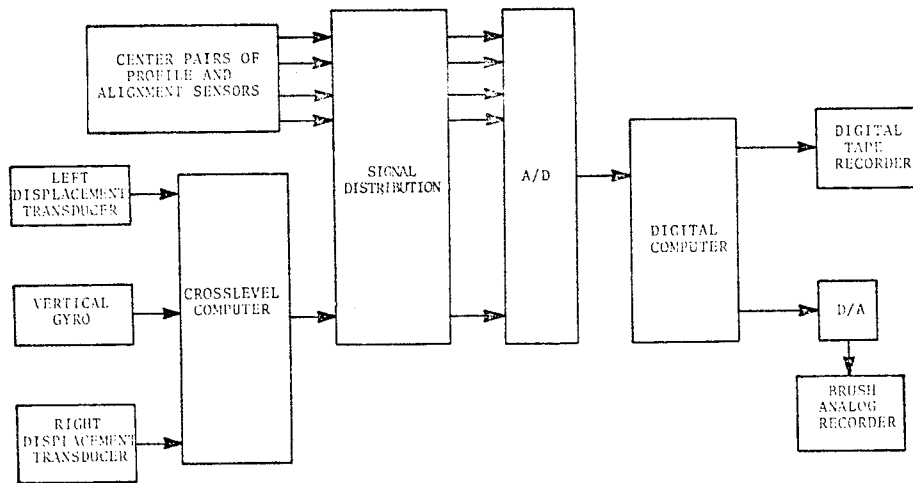 CENTER PAIRS OF
PROFILE AND
ALIGNMENT SENSORS
LEFT
DISPLACEMENT
TRANSDUCER
VERTICAL
GYRO
RIGHT
DISPLACEMENT
TRANSDUCER
CROSSLEVEL
COMPUTER
SIGNAL
DISTRIBUTION
A/D
DIGITAL
COMPUTER
DIGITAL
TAPE
RECORDER
D/A
BRUSH
ANALOG
RECORDER